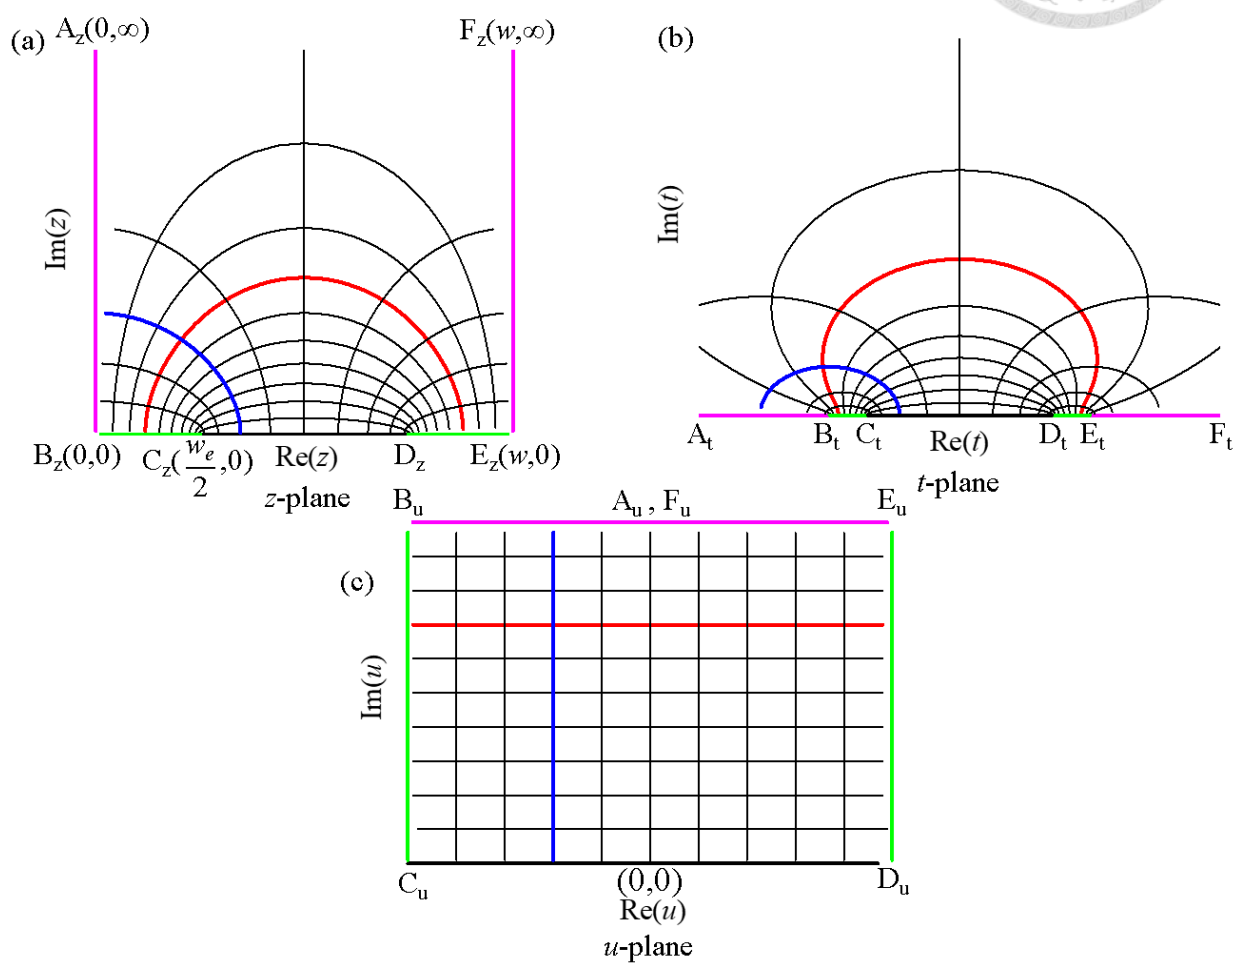 (a)
A_z(0,∞)
F_z(w,∞)
Im(z)
B_z(0,0)
C_z(w_e/2,0)
Re(z)
D_z
E_z(w,0)
z-plane
(b)
Im(t)
A_t
B_t
C_t
Re(t)
D_t
E_t
F_t
t-plane
B_u
A_u , F_u
E_u
(c)
Im(u)
C_u
(0,0)
D_u
Re(u)
u-plane